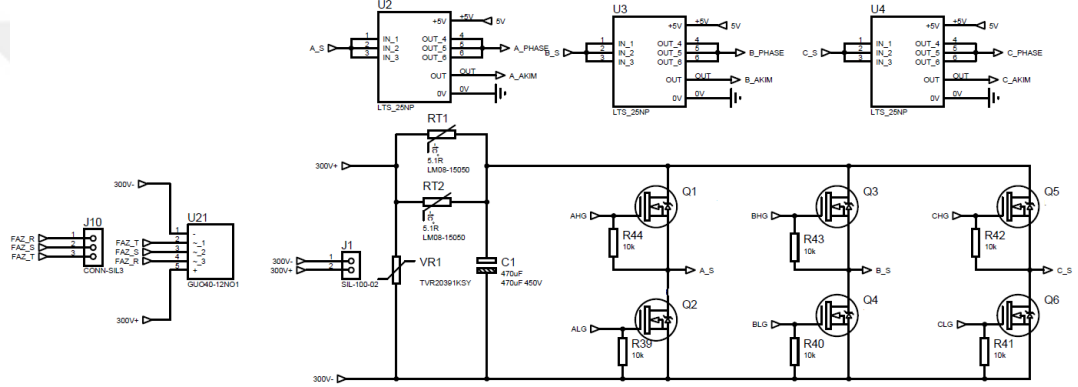 U2
+5V +5V 5V
A_S 1 IN_1 OUT_4 4
2 IN_2 OUT_5 5 A_PHASE
3 IN_3 OUT_6 6
OUT OUT A_AKIM
0V 0V
LTS_25NP
U3
+5V +5V 5V
B_S 1 IN_1 OUT_4 4
2 IN_2 OUT_5 5 B_PHASE
3 IN_3 OUT_6 6
OUT OUT B_AKIM
0V 0V
LTS_25NP
U4
+5V +5V 5V
C_S 1 IN_1 OUT_4 4
2 IN_2 OUT_5 5 C_PHASE
3 IN_3 OUT_6 6
OUT OUT C_AKIM
0V 0V
LTS_25NP
RT1
-tc°
5.1R
LM08-15050
300V+
RT2
-tc°
5.1R
LM08-15050
300V-
J10
FAZ_R 1
FAZ_S 2
FAZ_T 3
CONN-SIL3
U21
1 -
FAZ_T 2 ~_1
FAZ_S 3 ~_2
FAZ_R 4 ~_3
5 +
GUO40-12NO1
300V+
J1
300V- 1
300V+ 2
SIL-100-02
VR1
TVR20391KSY
C1
470uF
470uF 450V
300V-
Q1
AHG
R44
10k
A_S
Q2
ALG
R39
10k
Q3
BHG
R43
10k
B_S
Q4
BLG
R40
10k
Q5
CHG
R42
10k
C_S
Q6
CLG
R41
10k